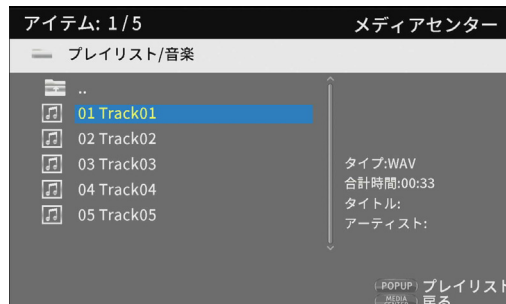 アイテム: 1/5
メディアセンター
プレイリスト/音楽
..
01 Track01
02 Track02
03 Track03
04 Track04
05 Track05
タイプ:WAV
合計時間:00:33
タイトル:
アーティスト:
POPUP プレイリスト
MEDIA CENTER 戻る